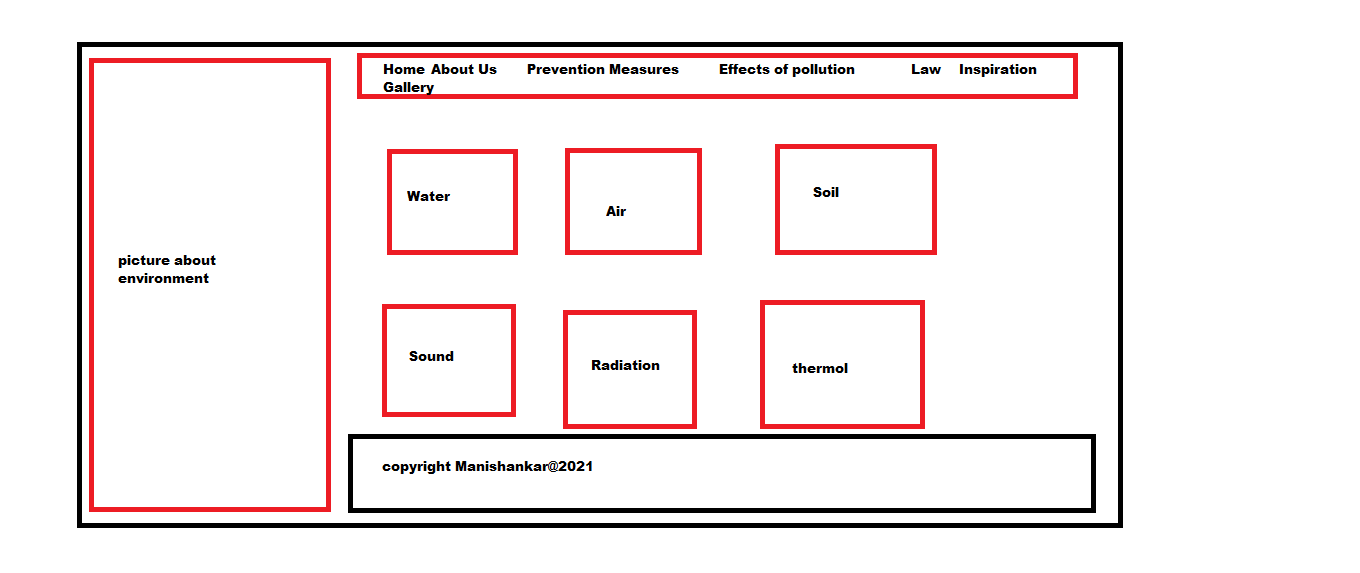 Home About Us Prevention Measures Effects of pollution Law Inspiration
Gallery
Water
Air
Soil
picture about
environment
Sound
Radiation
thermol
copyright Manishankar@2021